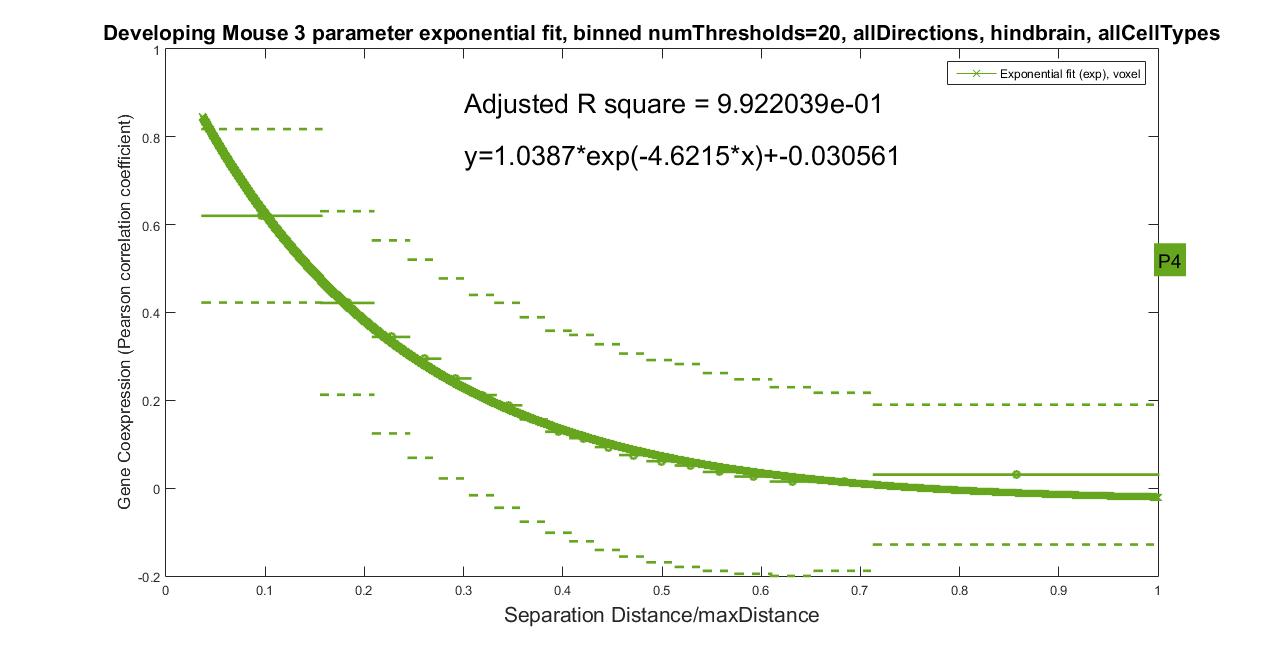 Developing Mouse 3 parameter exponential fit, binned numThresholds=20, allDirections, hindbrain, allCellTypes
Exponential fit (exp), voxel
Adjusted R square = 9.922039e-01
y=1.0387*exp(-4.6215*x)+-0.030561
P4
Gene Coexpression (Pearson correlation coefficient)
1
0.8
0.6
0.4
0.2
0
-0.2
0 0.1 0.2 0.3 0.4 0.5 0.6 0.7 0.8 0.9 1
Separation Distance/maxDistance